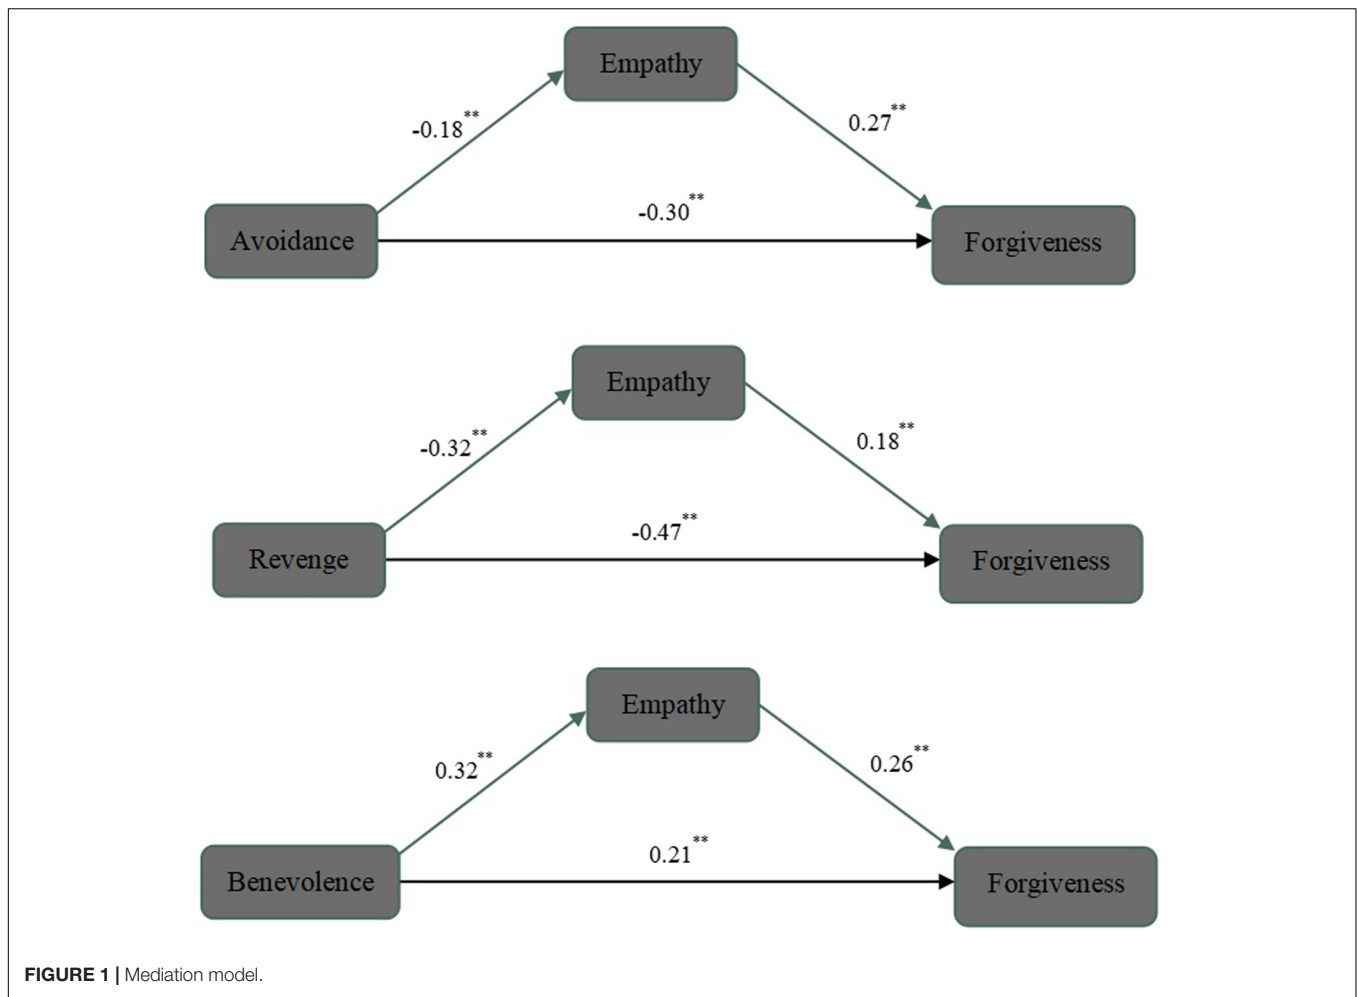 Empathy
-0.18**
0.27**
-0.30**
Avoidance
Forgiveness
Empathy
-0.32**
0.18**
-0.47**
Revenge
Forgiveness
Empathy
0.32**
0.26**
0.21**
Benevolence
Forgiveness
FIGURE 1 | Mediation model.